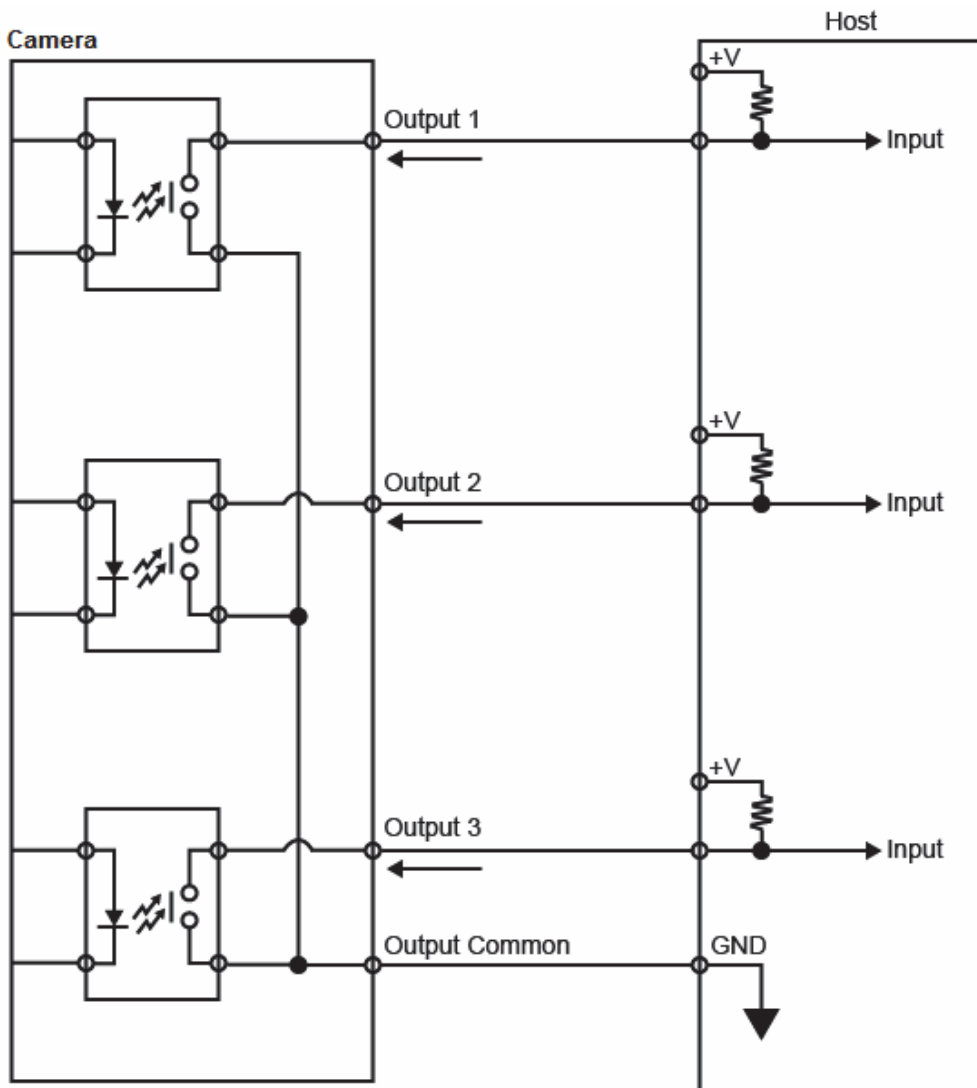 Host
Camera
+V
Output 1
Input
+V
Output 2
Input
+V
Output 3
Input
Output Common
GND